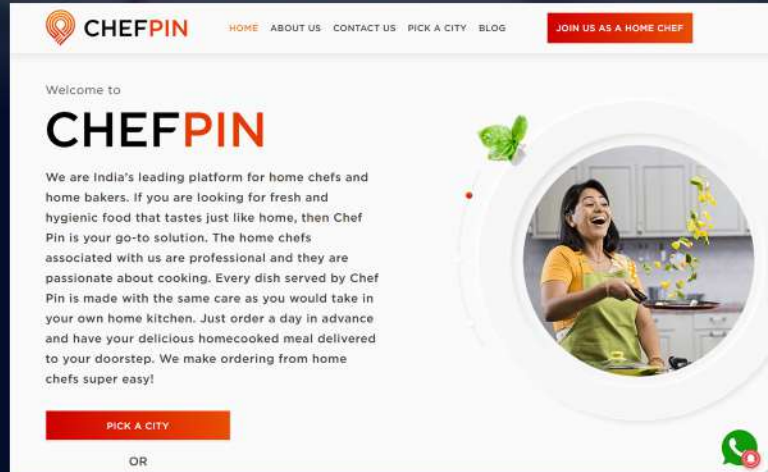 CHEFPIN
HOME ABOUT US CONTACT US PICK A CITY BLOG
JOIN US AS A HOME CHEF
Welcome to
CHEFPIN
We are India's leading platform for home chefs and
home bakers. If you are looking for fresh and
hygienic food that tastes just like home, then Chef
Pin is your go-to solution. The home chefs
associated with us are professional and they are
passionate about cooking. Every dish served by Chef
Pin is made with the same care as you would take in
your own home kitchen. Just order a day in advance
and have your delicious homecooked meal delivered
to your doorstep. We make ordering from home
chefs super easy!
PICK A CITY
OR